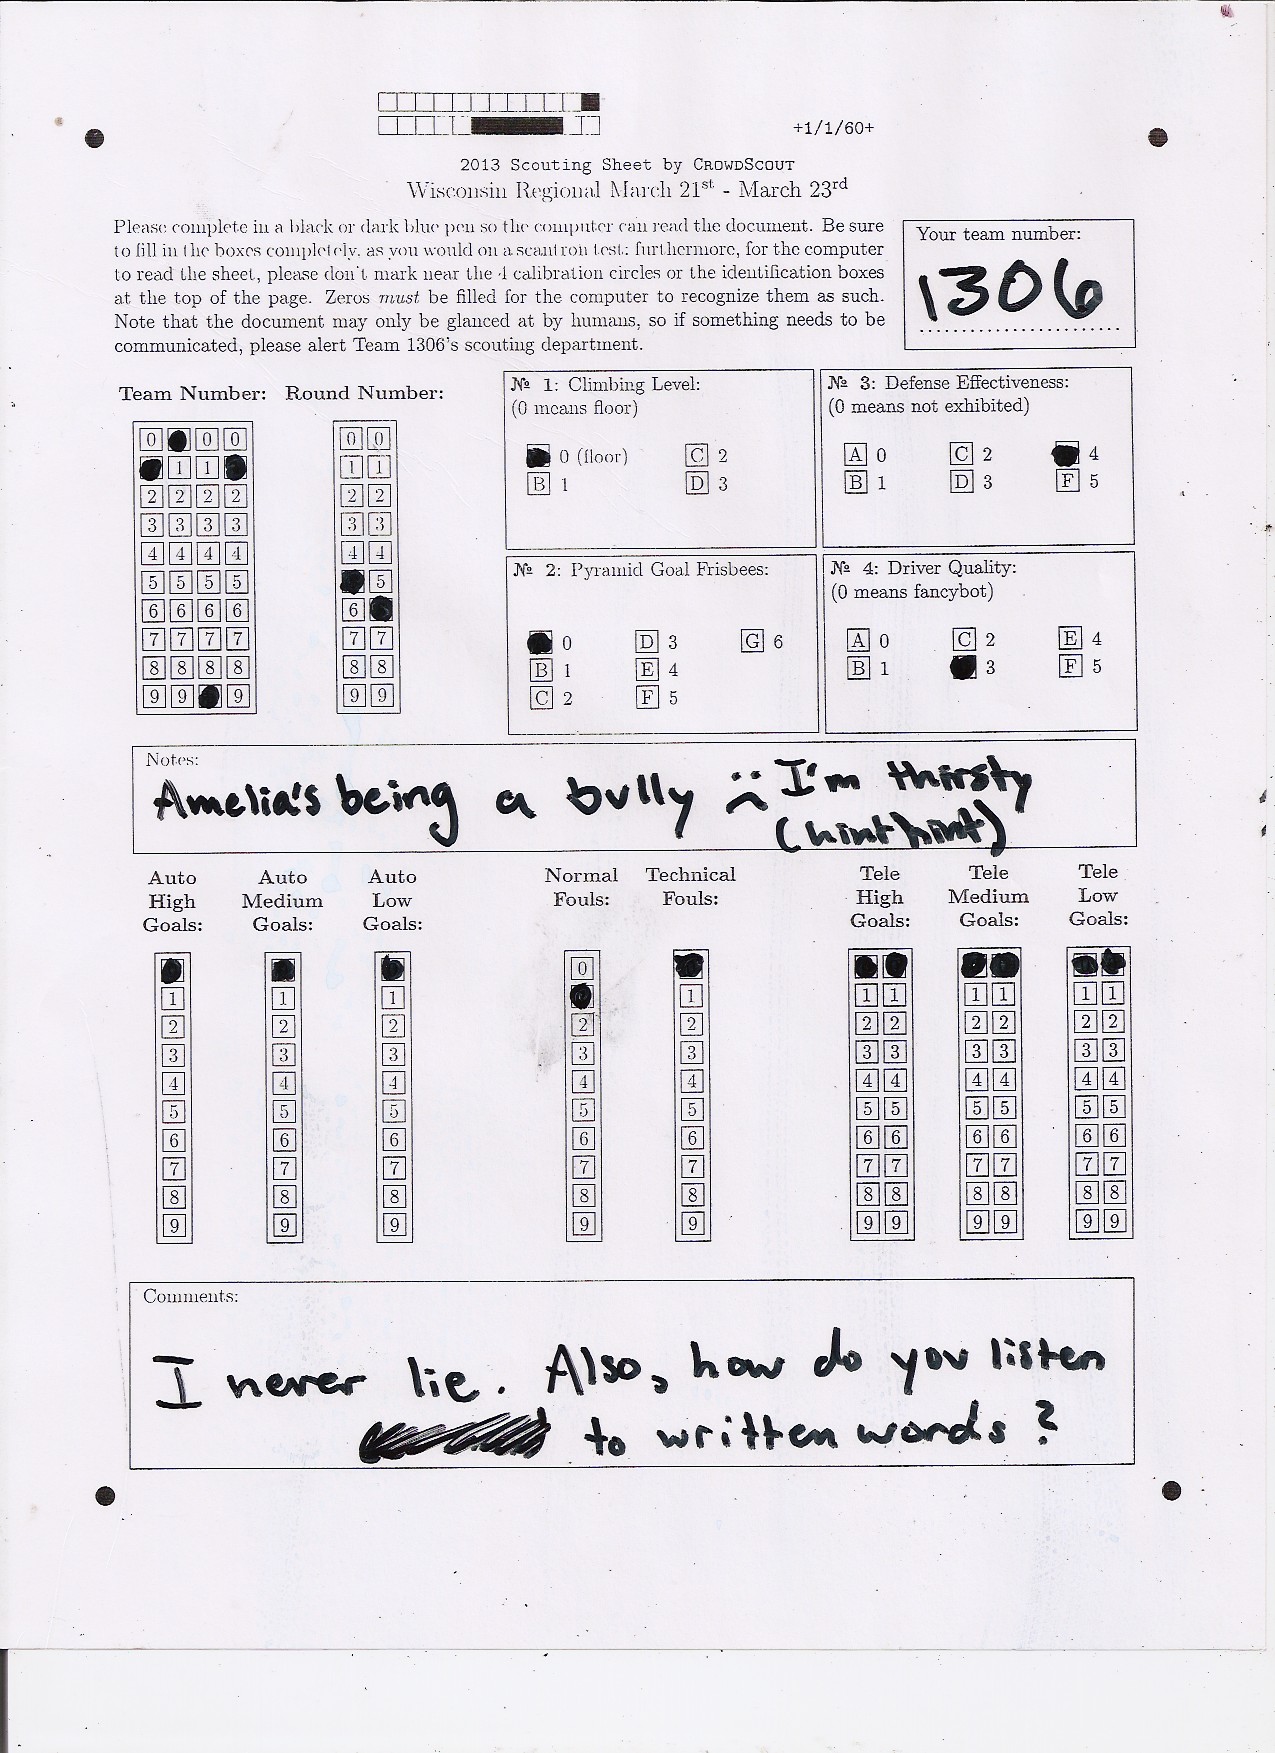 +1/1/60+
2013 Scouting Sheet by CROWDSCOUT
Wisconsin Regional March 21st - March 23rd
Please complete in a black or dark blue pen so the computer can read the document. Be sure
to fill in the boxes completely, as you would on a scantron test; furthermore, for the computer
to read the sheet, please don't mark near the 4 calibration circles or the identification boxes
at the top of the page. Zeros must be filled for the computer to recognize them as such.
Note that the document may only be glanced at by humans, so if something needs to be
communicated, please alert Team 1306's scouting department.
Your team number:
1306
Team Number: Round Number:
0 0 0
1 1
2 2 2 2
3 3 3 3
4 4 4 4
5 5 5 5
6 6 6 6
7 7 7 7
8 8 8 8
9 9 9
0 0
1 1
2 2
3 3
4 4
5
6
7 7
8 8
9 9
№ 1: Climbing Level:
(0 means floor)
0 (floor) C 2
B 1 D 3
№ 3: Defense Effectiveness:
(0 means not exhibited)
A 0 C 2 4
B 1 D 3 F 5
№ 2: Pyramid Goal Frisbees:
0 D 3 G 6
B 1 E 4
C 2 F 5
№ 4: Driver Quality:
(0 means fancybot)
A 0 C 2 E 4
B 1 3 F 5
Notes:
Amelia's being a bully :( I'm thirsty
(hint hint)
Auto High Goals:
1
2
3
4
5
6
7
8
9
Auto Medium Goals:
1
2
3
4
5
6
7
8
9
Auto Low Goals:
1
2
3
4
5
6
7
8
9
Normal Fouls:
0
2
3
4
5
6
7
8
9
Technical Fouls:
1
2
3
4
5
6
7
8
9
Tele High Goals:
1 1
2 2
3 3
4 4
5 5
6 6
7 7
8 8
9 9
Tele Medium Goals:
1 1
2 2
3 3
4 4
5 5
6 6
7 7
8 8
9 9
Tele Low Goals:
1 1
2 2
3 3
4 4
5 5
6 6
7 7
8 8
9 9
Comments:
I never lie. Also, how do you listen
to written words?